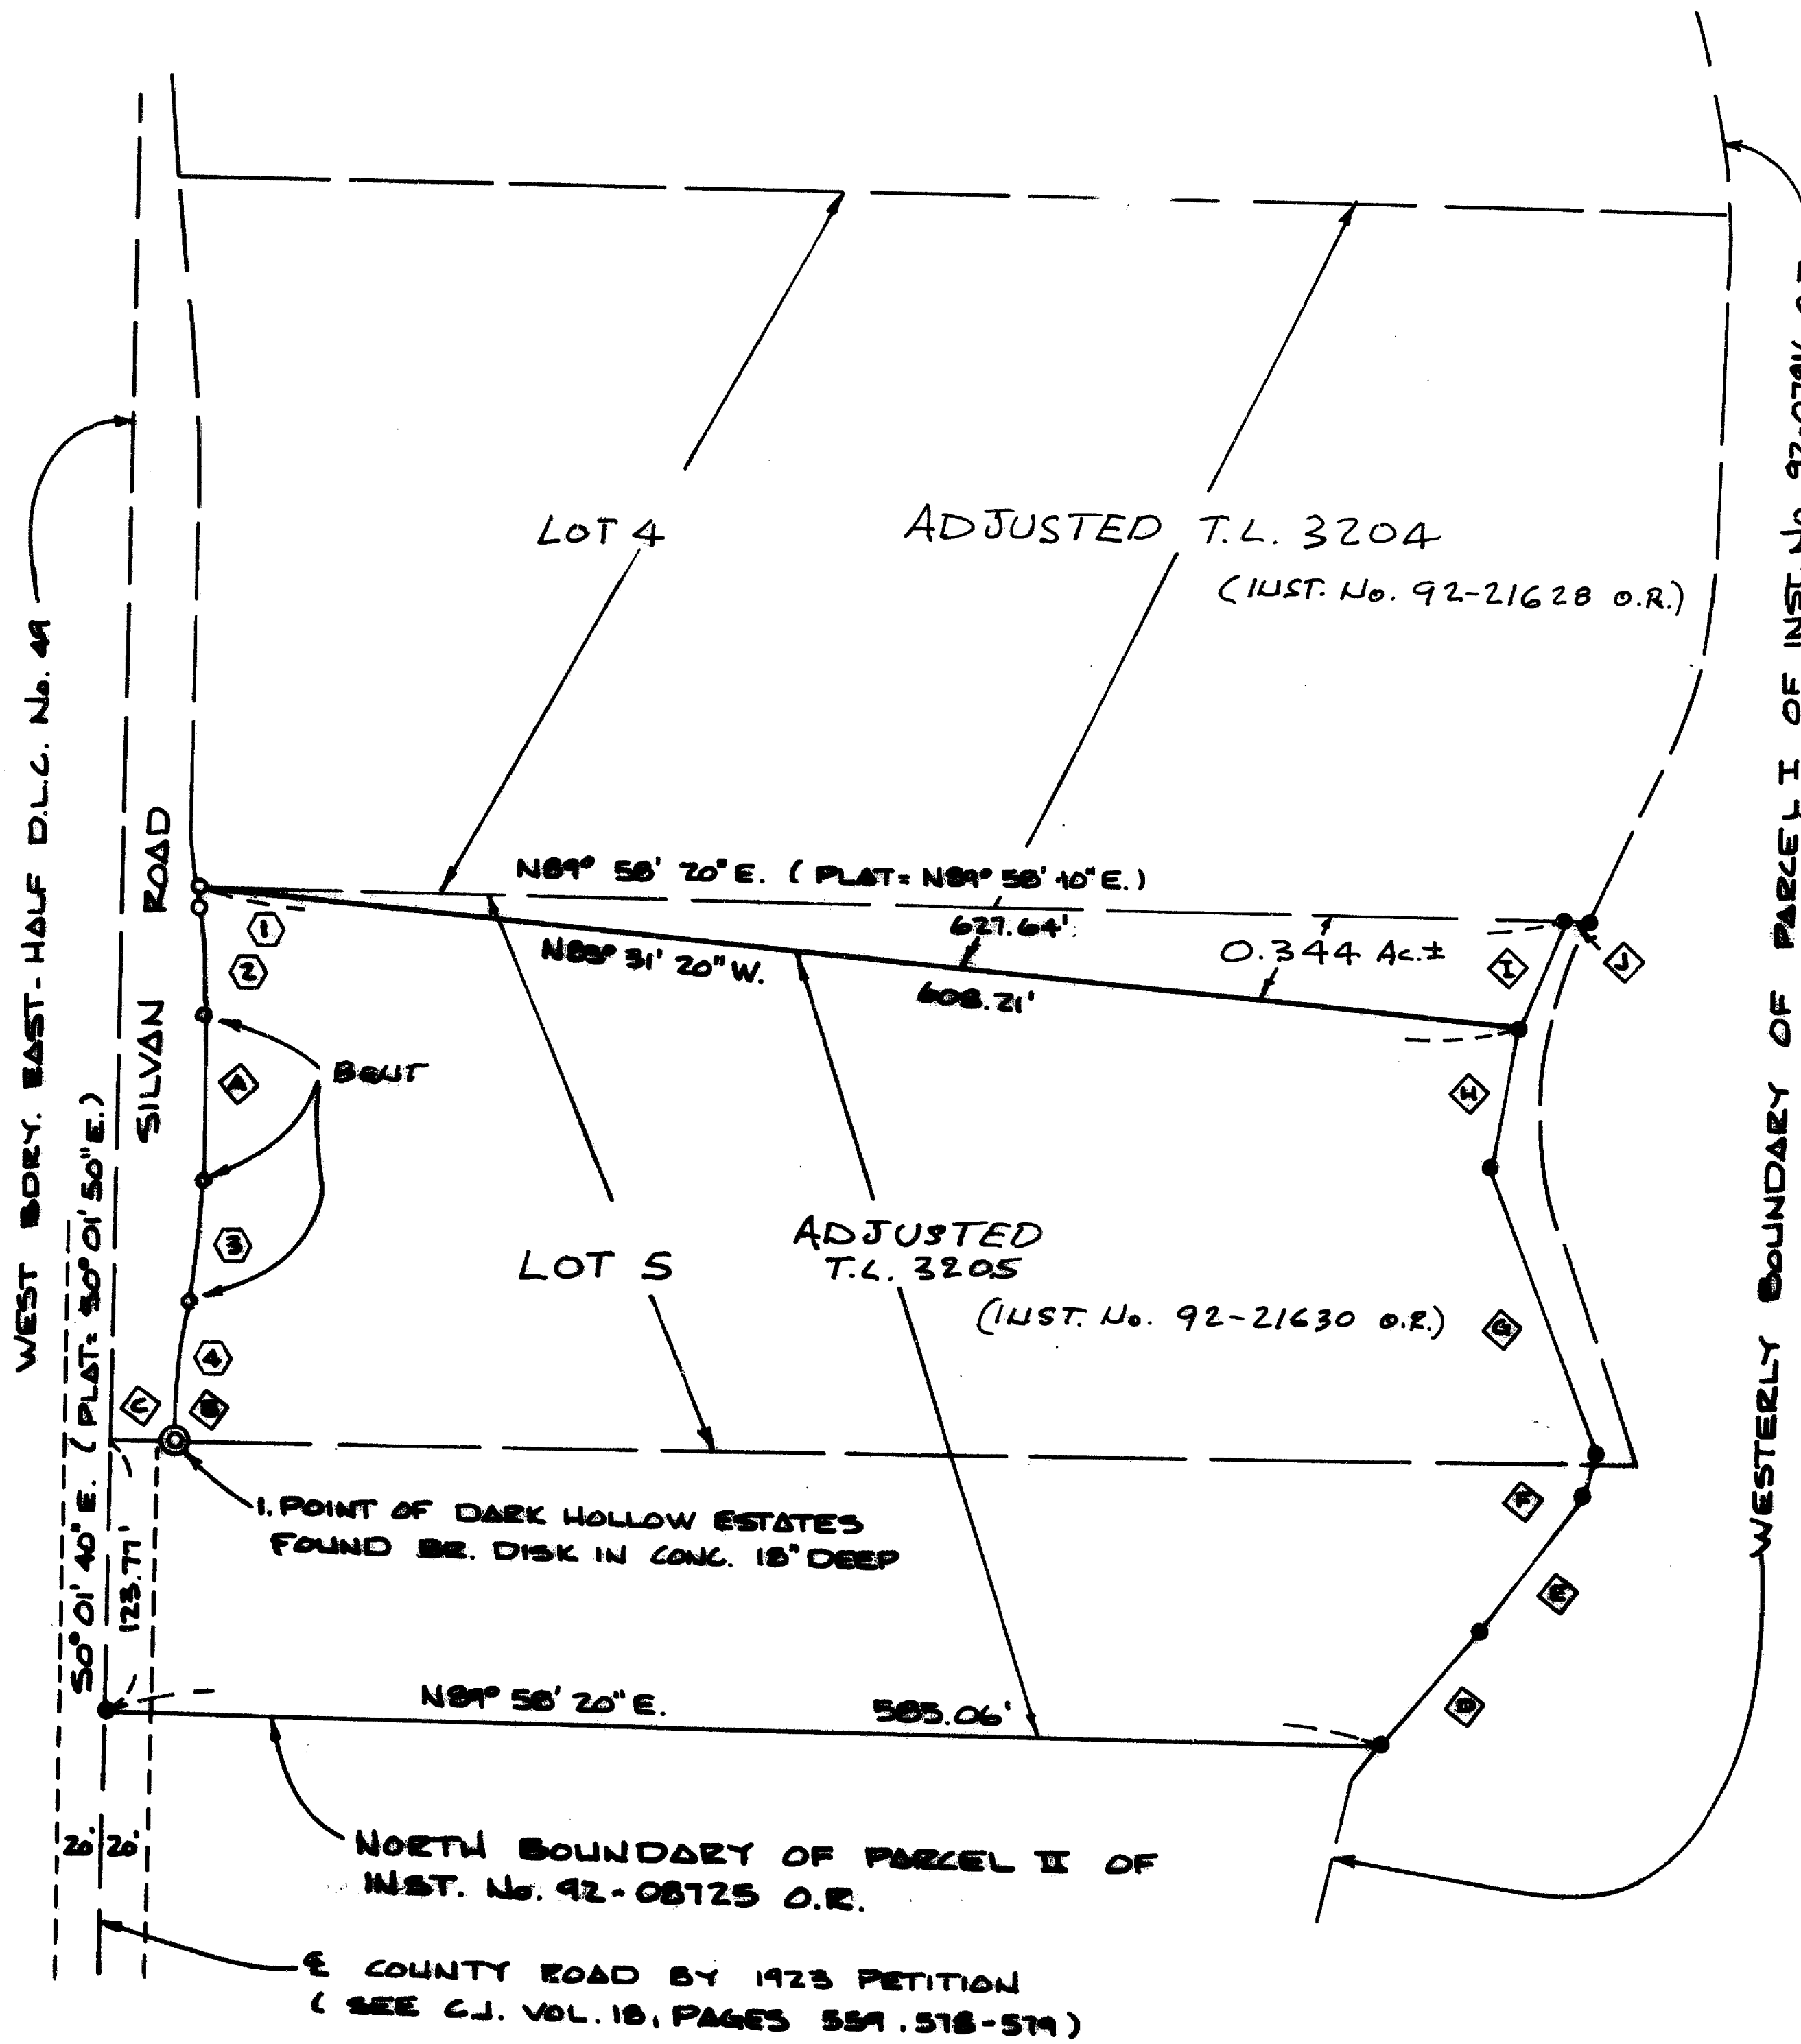 LOT 4
ADJUSTED T.L. 3204
(INST. No. 92-21628 O.R.)
WEST BDRY. EAST-HALF D.L.C. No. 49
SILVAN ROAD
N89° 58' 20" E. ( PLAT = N89° 58' 10" E.)
627.64'
0.344 Ac.±
N83° 31' 20" W.
608.21'
1
2
I
J
A
BENT
H
3
LOT 5
ADJUSTED
T.L. 3205
(INST. No. 92-21630 O.R.)
G
4
C
B
S0° 01' 40" E. ( PLAT = S0° 01' 50" E.)
123.77'
1. POINT OF DARK HOLLOW ESTATES
FOUND BR. DISK IN CONC. 18" DEEP
F
E
D
N89° 58' 20" E.
585.06'
20' 20'
NORTH BOUNDARY OF PARCEL II OF
INST. No. 92-08725 O.R.
℄ COUNTY ROAD BY 1923 PETITION
( SEE C.J. VOL. 18, PAGES 559, 578-579 )
WESTERLY BOUNDARY OF PARCEL I OF INST. No.